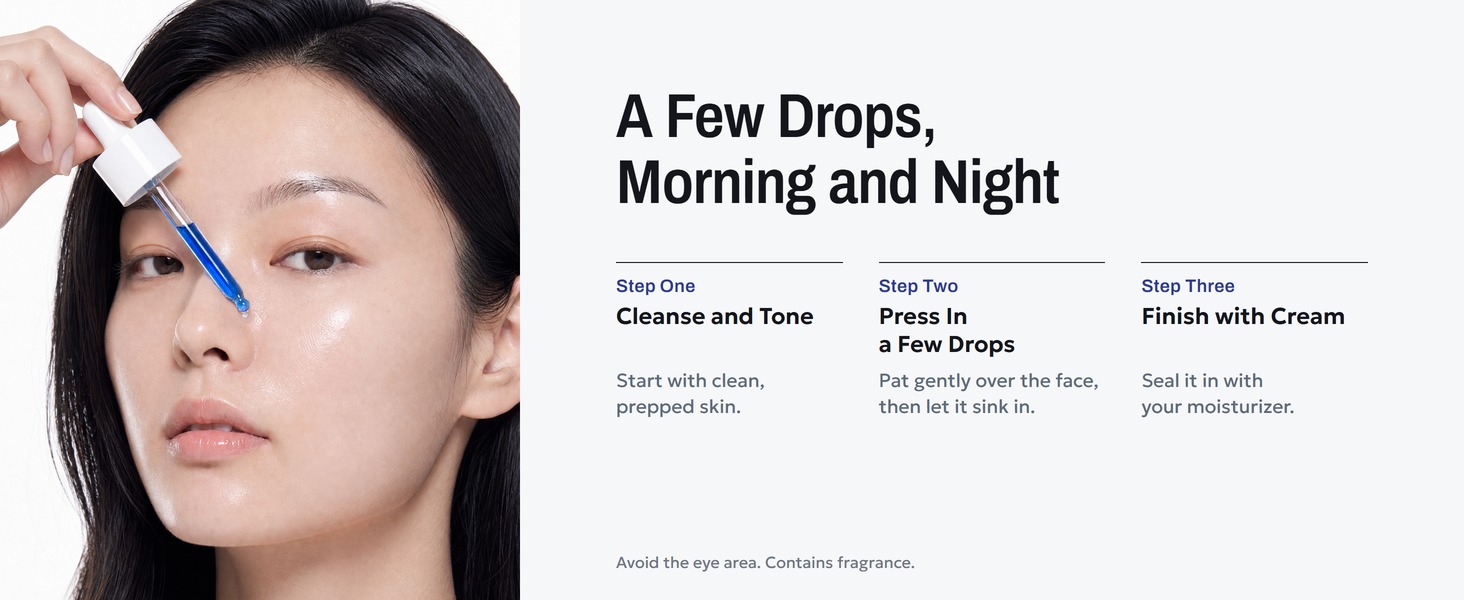 A Few Drops,
Morning and Night
Step One
Cleanse and Tone
Start with clean,
prepped skin.
Step Two
Press In
a Few Drops
Pat gently over the face,
then let it sink in.
Step Three
Finish with Cream
Seal it in with
your moisturizer.
Avoid the eye area. Contains fragrance.